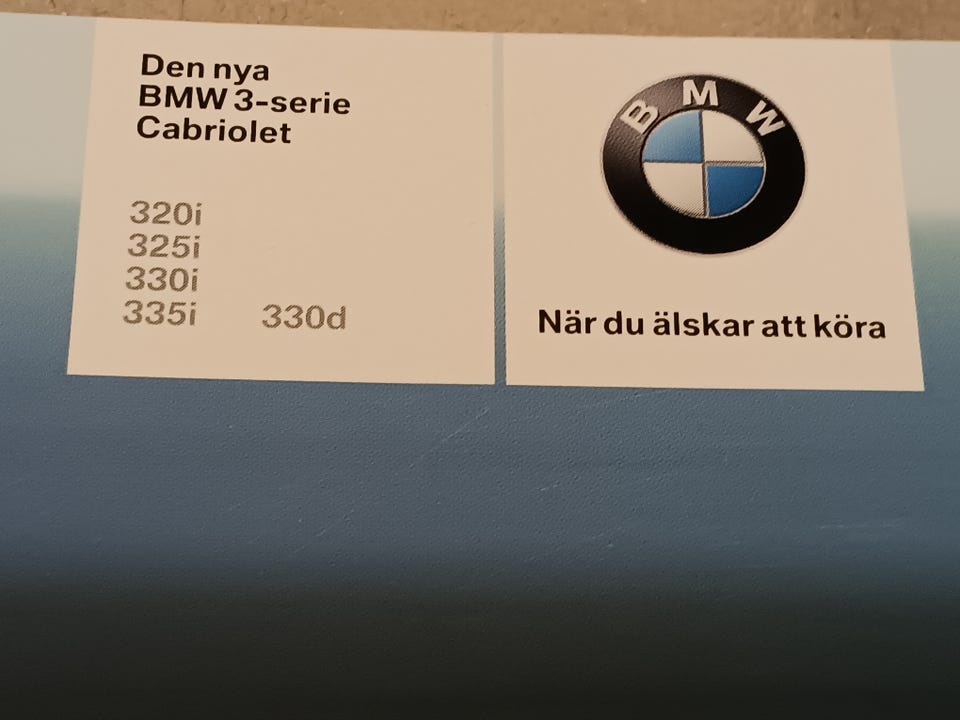 Den nya
BMW 3-serie
Cabriolet
320i
325i
330i
335i 330d
BMW
När du älskar att köra